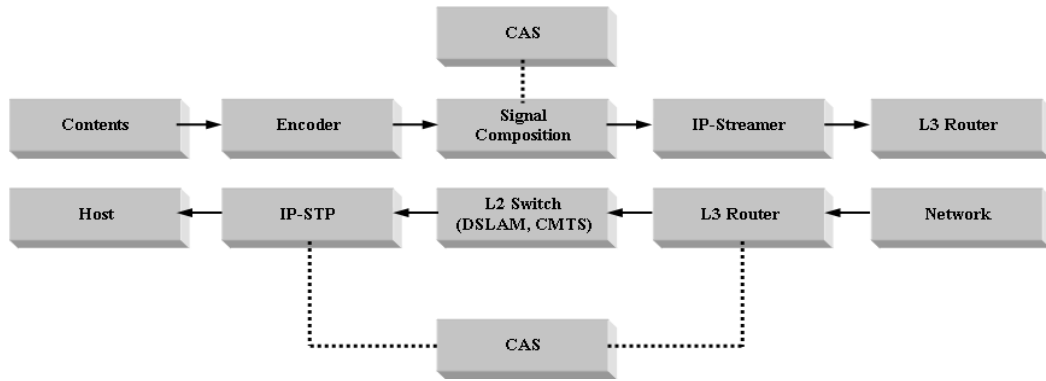 CAS
Contents
Encoder
Signal
Composition
IP-Streamer
L3 Router
Host
IP-STP
L2 Switch
(DSLAM, CMTS)
L3 Router
Network
CAS